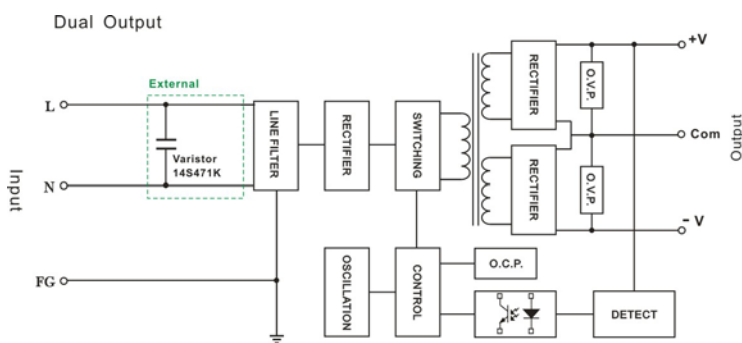 Dual Output
External
L
N
FG
Input
Varistor
14S471K
LINE FILTER
RECTIFIER
SWITCHING
RECTIFIER
RECTIFIER
O.V.P.
O.V.P.
+V
Com
- V
Output
OSCILLATION
CONTROL
O.C.P.
DETECT